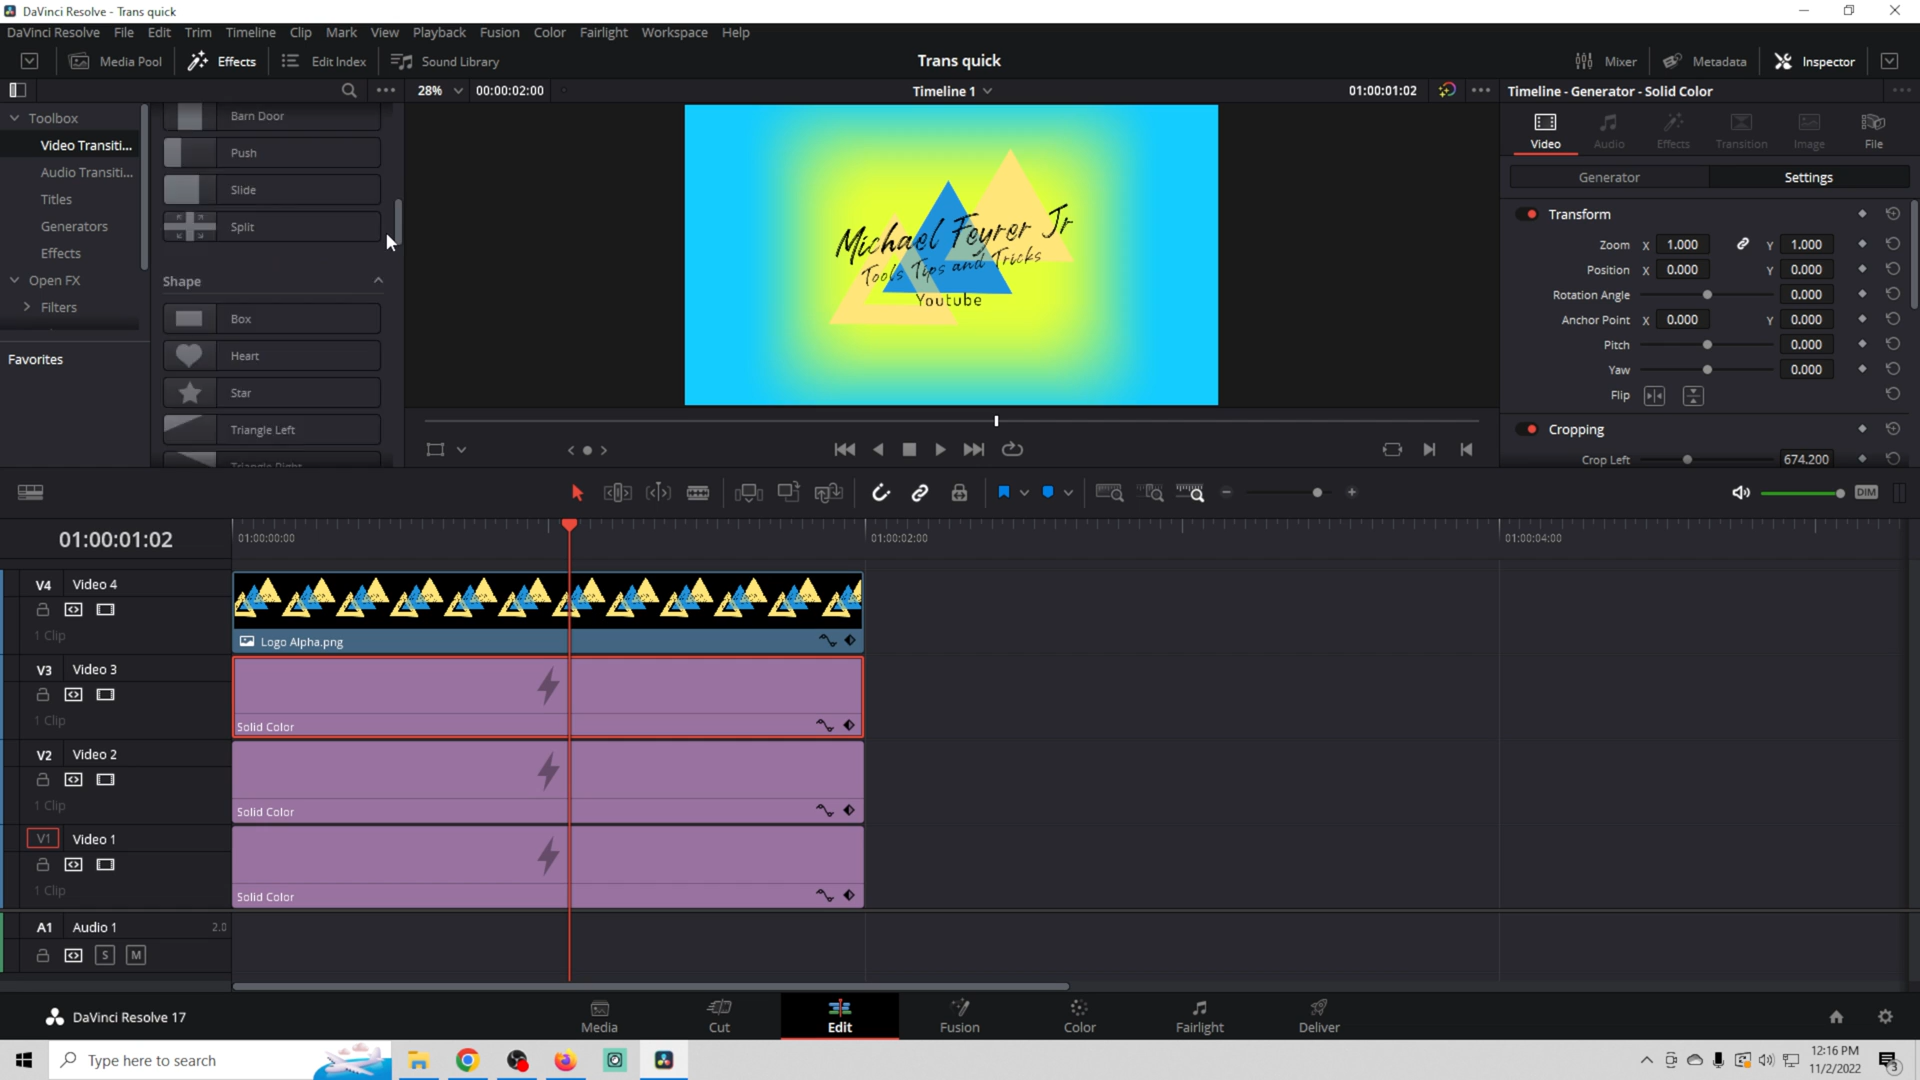 DaVinci Resolve - Trans quick
DaVinci Resolve File Edit Trim Timeline Clip Mark View Playback Fusion Color Fairlight Workspace Help
Media Pool Effects Edit Index Sound Library Trans quick Mixer Metadata Inspector
28% 00:00:02:00 Timeline 1 01:00:01:02 Timeline - Generator - Solid Color
Toolbox
Video Transiti...
Audio Transiti...
Titles
Generators
Effects
Open FX
Filters
Favorites
Barn Door
Push
Slide
Split
Shape
Box
Heart
Star
Triangle Left
Triangle Right
Michael Feyrer Jr
Tools Tips and Tricks
Youtube
Video Audio Effects Transition Image File
Generator Settings
Transform
Zoom X 1.000 Y 1.000
Position X 0.000 Y 0.000
Rotation Angle 0.000
Anchor Point X 0.000 Y 0.000
Pitch 0.000
Yaw 0.000
Flip
Cropping
Crop Left 674.200
DIM
01:00:01:02
01:00:00:00 01:00:02:00 01:00:04:00
V4 Video 4
1 Clip
Logo Alpha.png
V3 Video 3
1 Clip
Solid Color
V2 Video 2
1 Clip
Solid Color
V1 Video 1
1 Clip
Solid Color
A1 Audio 1 2.0
S M
DaVinci Resolve 17
Media Cut Edit Fusion Color Fairlight Deliver
Type here to search
12:16 PM
11/2/2022
3